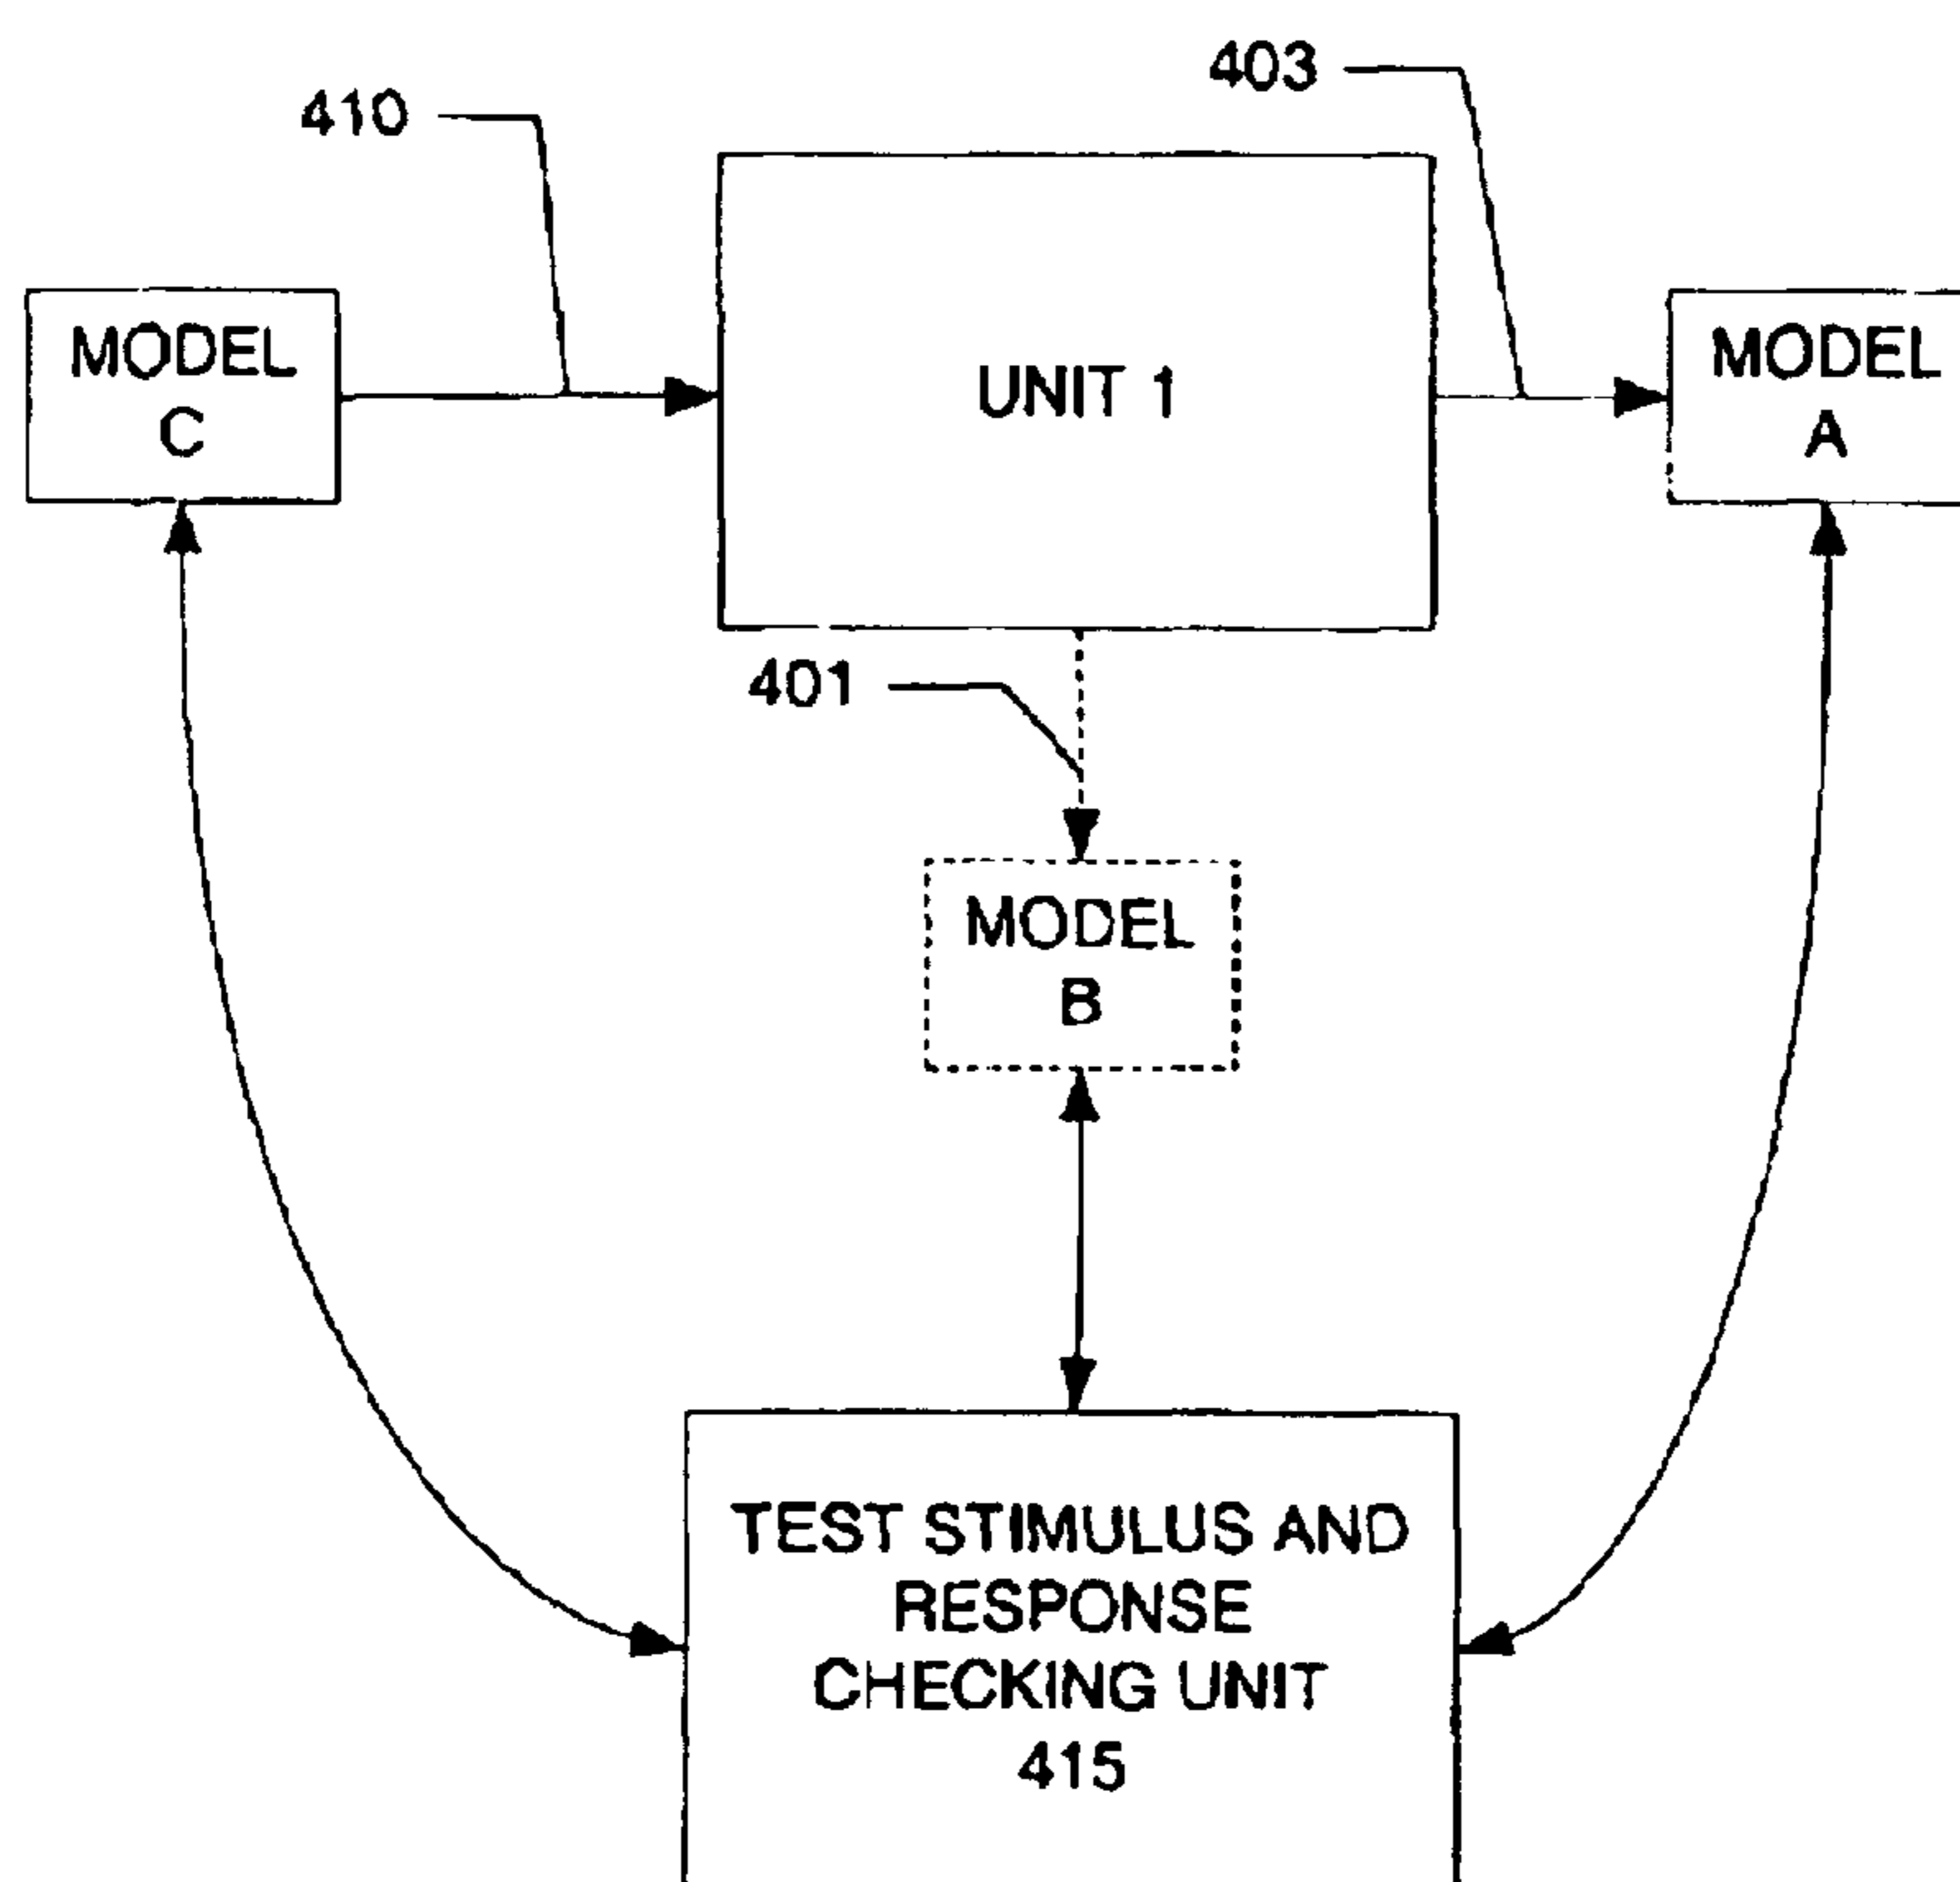 403
410
MODEL
C
UNIT 1
MODEL
A
401
MODEL
B
TEST STIMULUS AND
RESPONSE
CHECKING UNIT
415